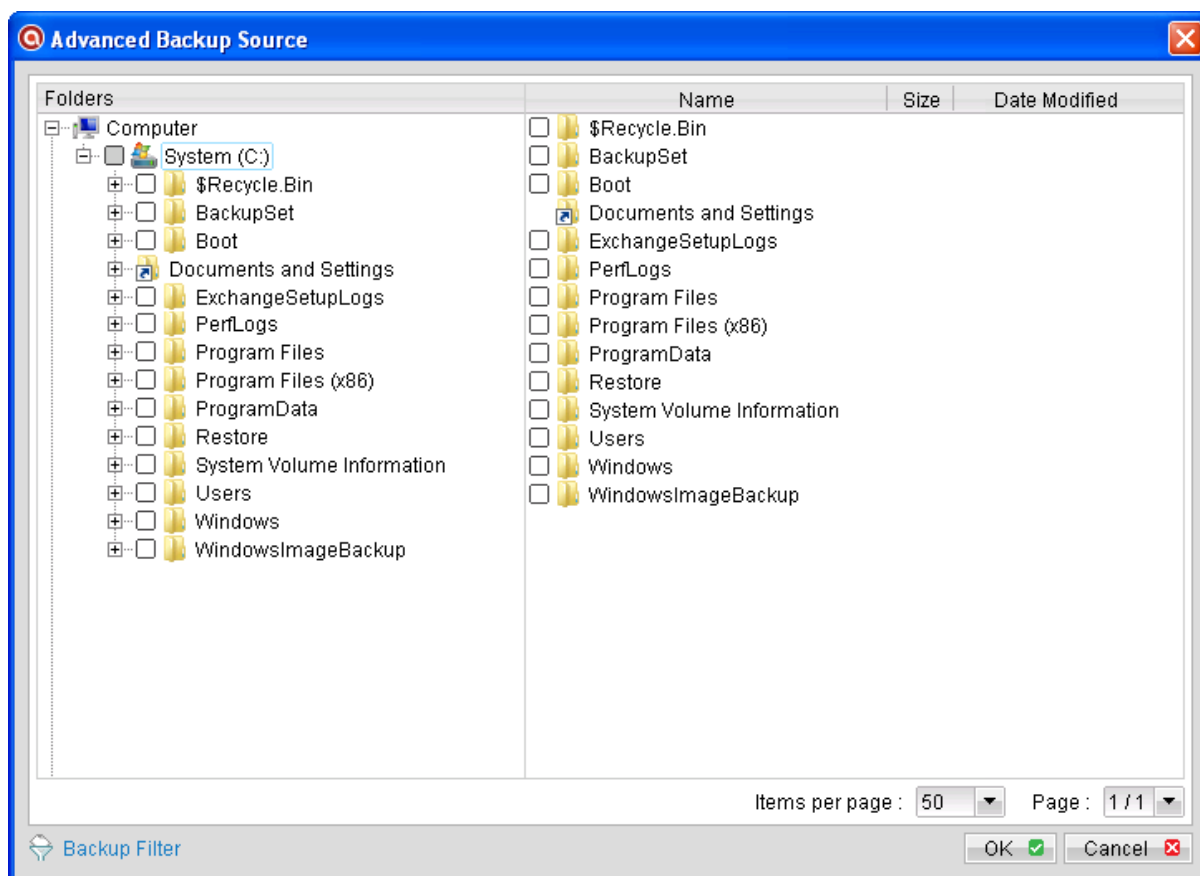 Advanced Backup Source
Folders
Computer
System (C:)
$Recycle.Bin
BackupSet
Boot
Documents and Settings
ExchangeSetupLogs
PerfLogs
Program Files
Program Files (x86)
ProgramData
Restore
System Volume Information
Users
Windows
WindowsImageBackup
Name Size Date Modified
$Recycle.Bin
BackupSet
Boot
Documents and Settings
ExchangeSetupLogs
PerfLogs
Program Files
Program Files (x86)
ProgramData
Restore
System Volume Information
Users
Windows
WindowsImageBackup
Items per page : 50 Page : 1 / 1
Backup Filter
OK Cancel